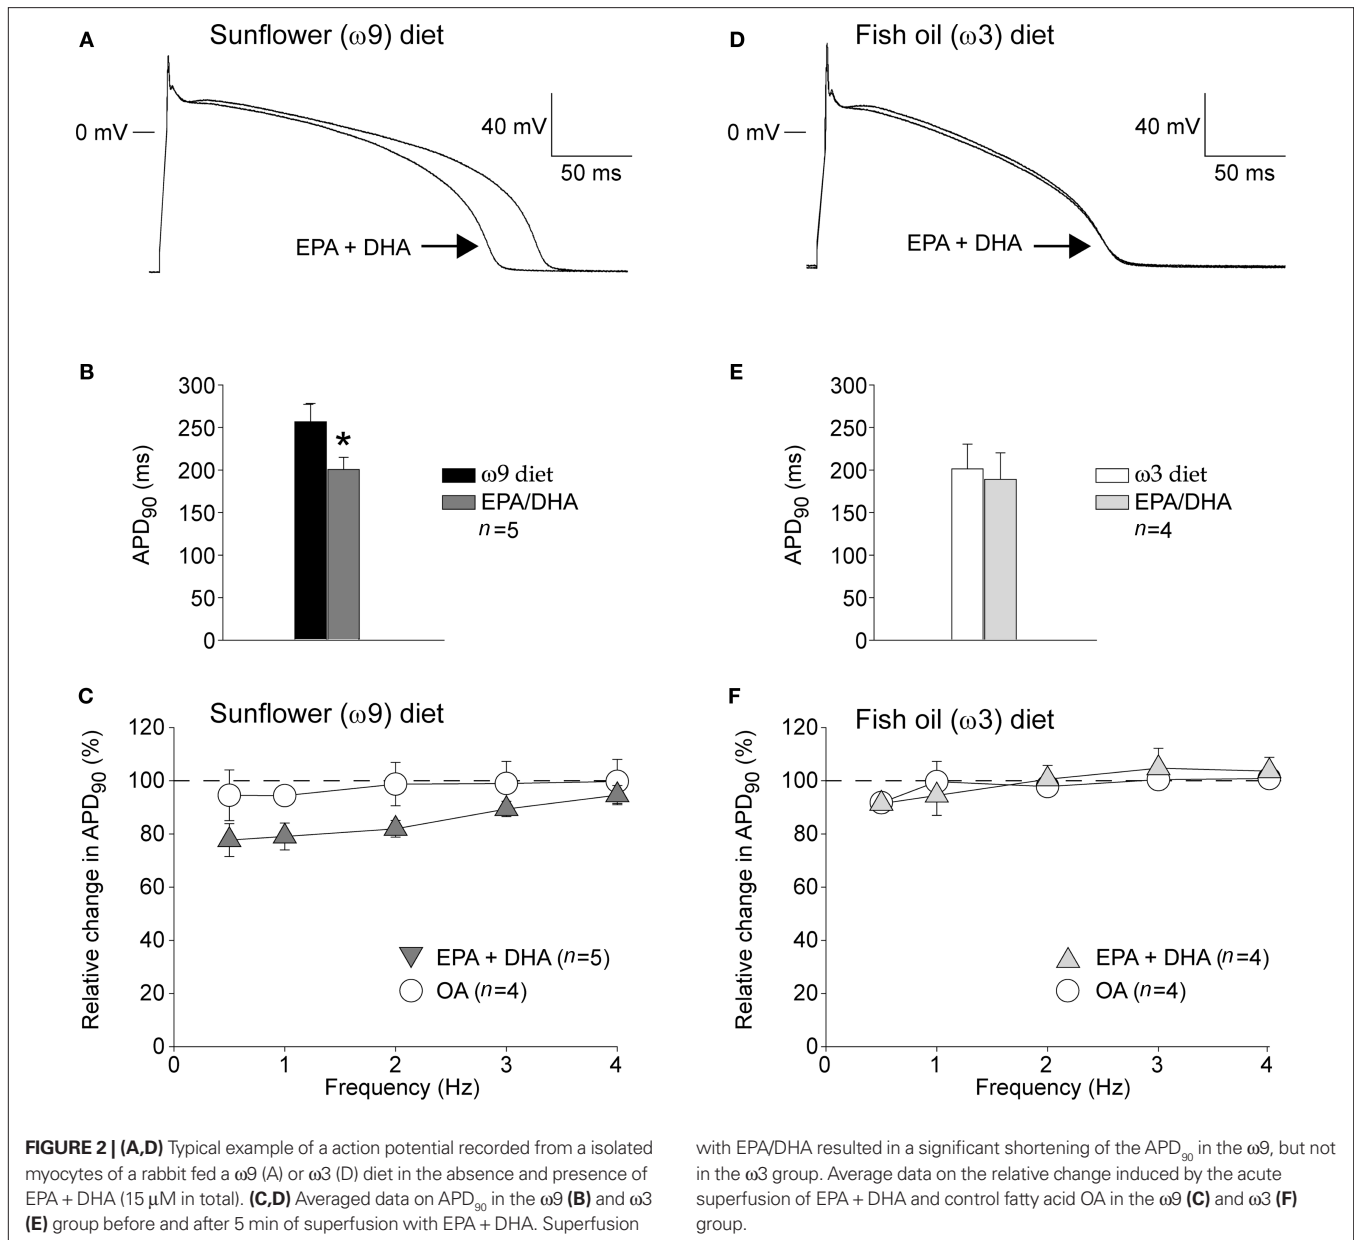 A Sunflower (ω9) diet
0 mV
40 mV
50 ms
EPA + DHA
D Fish oil (ω3) diet
0 mV
40 mV
50 ms
EPA + DHA
B
APD90 (ms)
300
250
200
150
100
50
0
*
ω9 diet
EPA/DHA
n=5
E
APD90 (ms)
300
250
200
150
100
50
0
ω3 diet
EPA/DHA
n=4
C Sunflower (ω9) diet
Relative change in APD90 (%)
120
100
80
60
40
20
0
EPA + DHA (n=5)
OA (n=4)
0 1 2 3 4
Frequency (Hz)
F Fish oil (ω3) diet
Relative change in APD90 (%)
120
100
80
60
40
20
0
EPA + DHA (n=4)
OA (n=4)
0 1 2 3 4
Frequency (Hz)
FIGURE 2 | (A,D) Typical example of a action potential recorded from a isolated
myocytes of a rabbit fed a ω9 (A) or ω3 (D) diet in the absence and presence of
EPA + DHA (15 μM in total). (C,D) Averaged data on APD90 in the ω9 (B) and ω3
(E) group before and after 5 min of superfusion with EPA + DHA. Superfusion
with EPA/DHA resulted in a significant shortening of the APD90 in the ω9, but not
in the ω3 group. Average data on the relative change induced by the acute
superfusion of EPA + DHA and control fatty acid OA in the ω9 (C) and ω3 (F)
group.